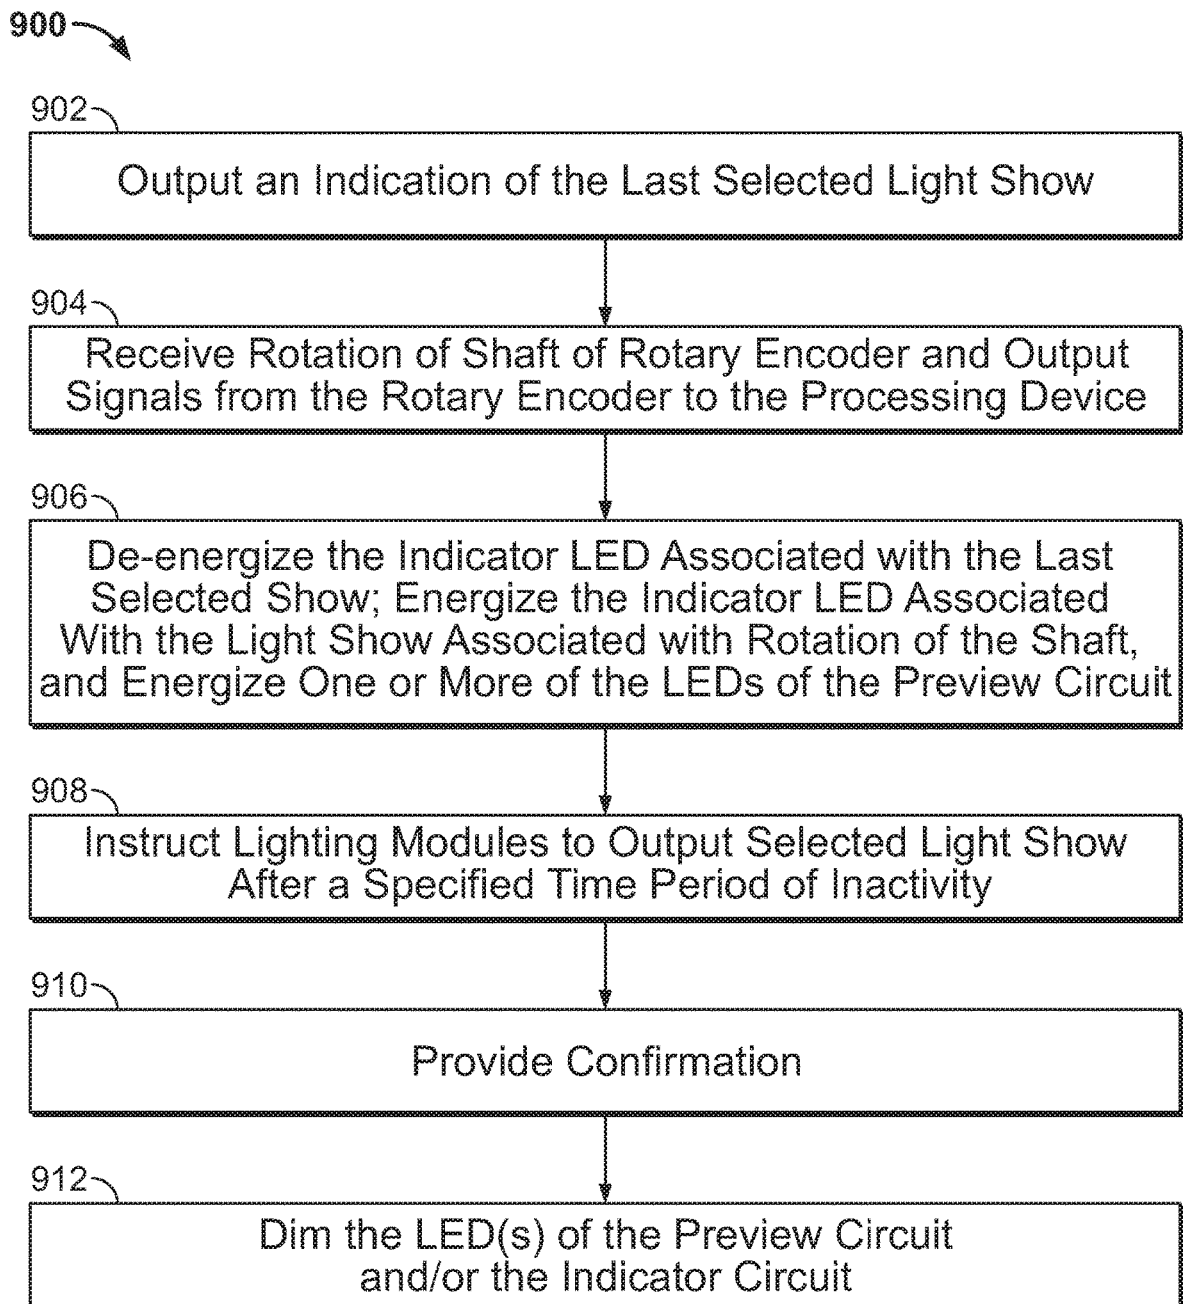 900
902
Output an Indication of the Last Selected Light Show
904
Receive Rotation of Shaft of Rotary Encoder and Output
Signals from the Rotary Encoder to the Processing Device
906
De-energize the Indicator LED Associated with the Last
Selected Show; Energize the Indicator LED Associated
With the Light Show Associated with Rotation of the Shaft,
and Energize One or More of the LEDs of the Preview Circuit
908
Instruct Lighting Modules to Output Selected Light Show
After a Specified Time Period of Inactivity
910
Provide Confirmation
912
Dim the LED(s) of the Preview Circuit
and/or the Indicator Circuit